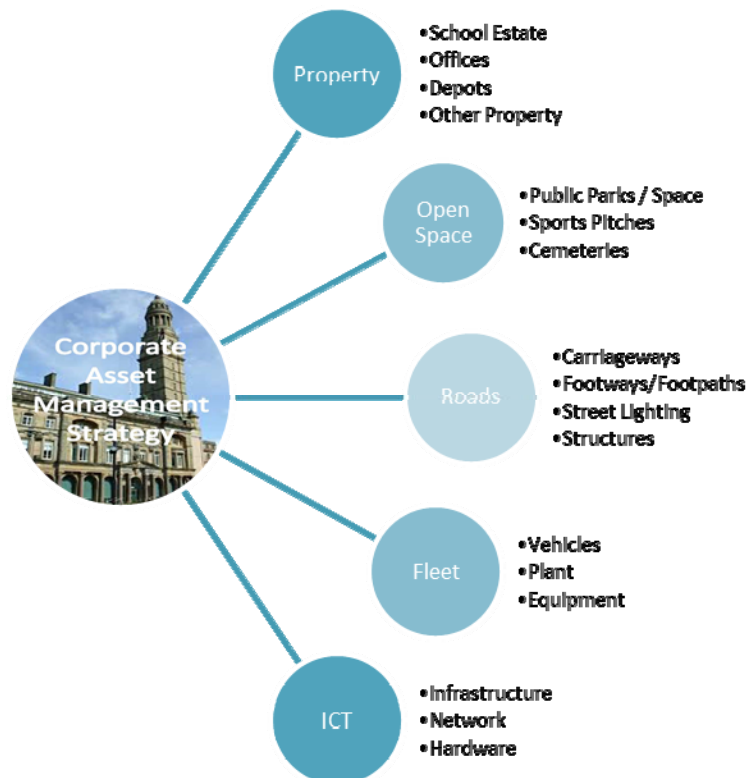 Property
•School Estate
•Offices
•Depots
•Other Property
Open
Space
•Public Parks / Space
•Sports Pitches
•Cemeteries
Corporate
Asset
Management
Strategy
Roads
•Carriageways
•Footways/Footpaths
•Street Lighting
•Structures
Fleet
•Vehicles
•Plant
•Equipment
ICT
•Infrastructure
•Network
•Hardware